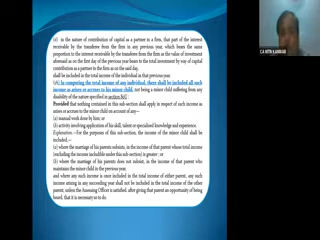 (ii) in the nature of contribution of capital as a partner in a firm, that part of the interest
receivable by the transferee from the firm in any previous year, which bears the same
proportion to the interest receivable by the transferee from the firm as the value of investment
aforesaid as on the first day of the previous year bears to the total investment by way of capital
contribution as a partner in the firm as on the said day,
shall be included in the total income of the individual in that previous year.
(1A) In computing the total income of any individual, there shall be included all such
income as arises or accrues to his minor child, not being a minor child suffering from any
disability of the nature specified in section 80U :
Provided that nothing contained in this sub-section shall apply in respect of such income as
arises or accrues to the minor child on account of any—
(a) manual work done by him; or
(b) activity involving application of his skill, talent or specialised knowledge and experience.
Explanation.—For the purposes of this sub-section, the income of the minor child shall be
included,—
(a) where the marriage of his parents subsists, in the income of that parent whose total income
(excluding the income includible under this sub-section) is greater ; or
(b) where the marriage of his parents does not subsist, in the income of that parent who
maintains the minor child in the previous year,
and where any such income is once included in the total income of either parent, any such
income arising in any succeeding year shall not be included in the total income of the other
parent, unless the Assessing Officer is satisfied, after giving that parent an opportunity of being
heard, that it is necessary so to do.
CA NITIN KANWAR